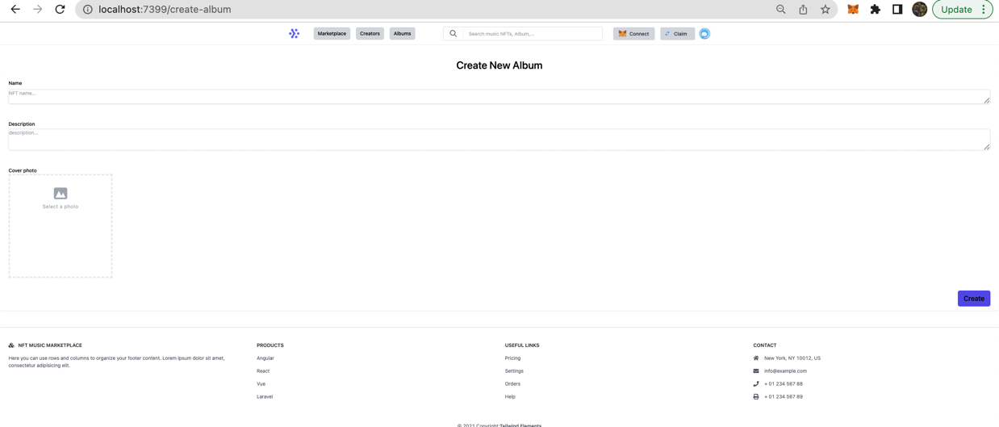 localhost:7399/create-album
Update
Marketplace
Creators
Albums
Search music NFTs, Album,...
Connect
Claim
Create New Album
Name
NFT name...
Description
description...
Cover photo
Select a photo
Create
NFT MUSIC MARKETPLACE
Here you can use rows and columns to organize your footer content. Lorem ipsum dolor sit amet,
consectetur adipisicing elit.
PRODUCTS
Angular
React
Vue
Laravel
USEFUL LINKS
Pricing
Settings
Orders
Help
CONTACT
New York, NY 10012, US
info@example.com
+ 01 234 567 88
+ 01 234 567 89
© 2021 Copyright:Tailwind Elements